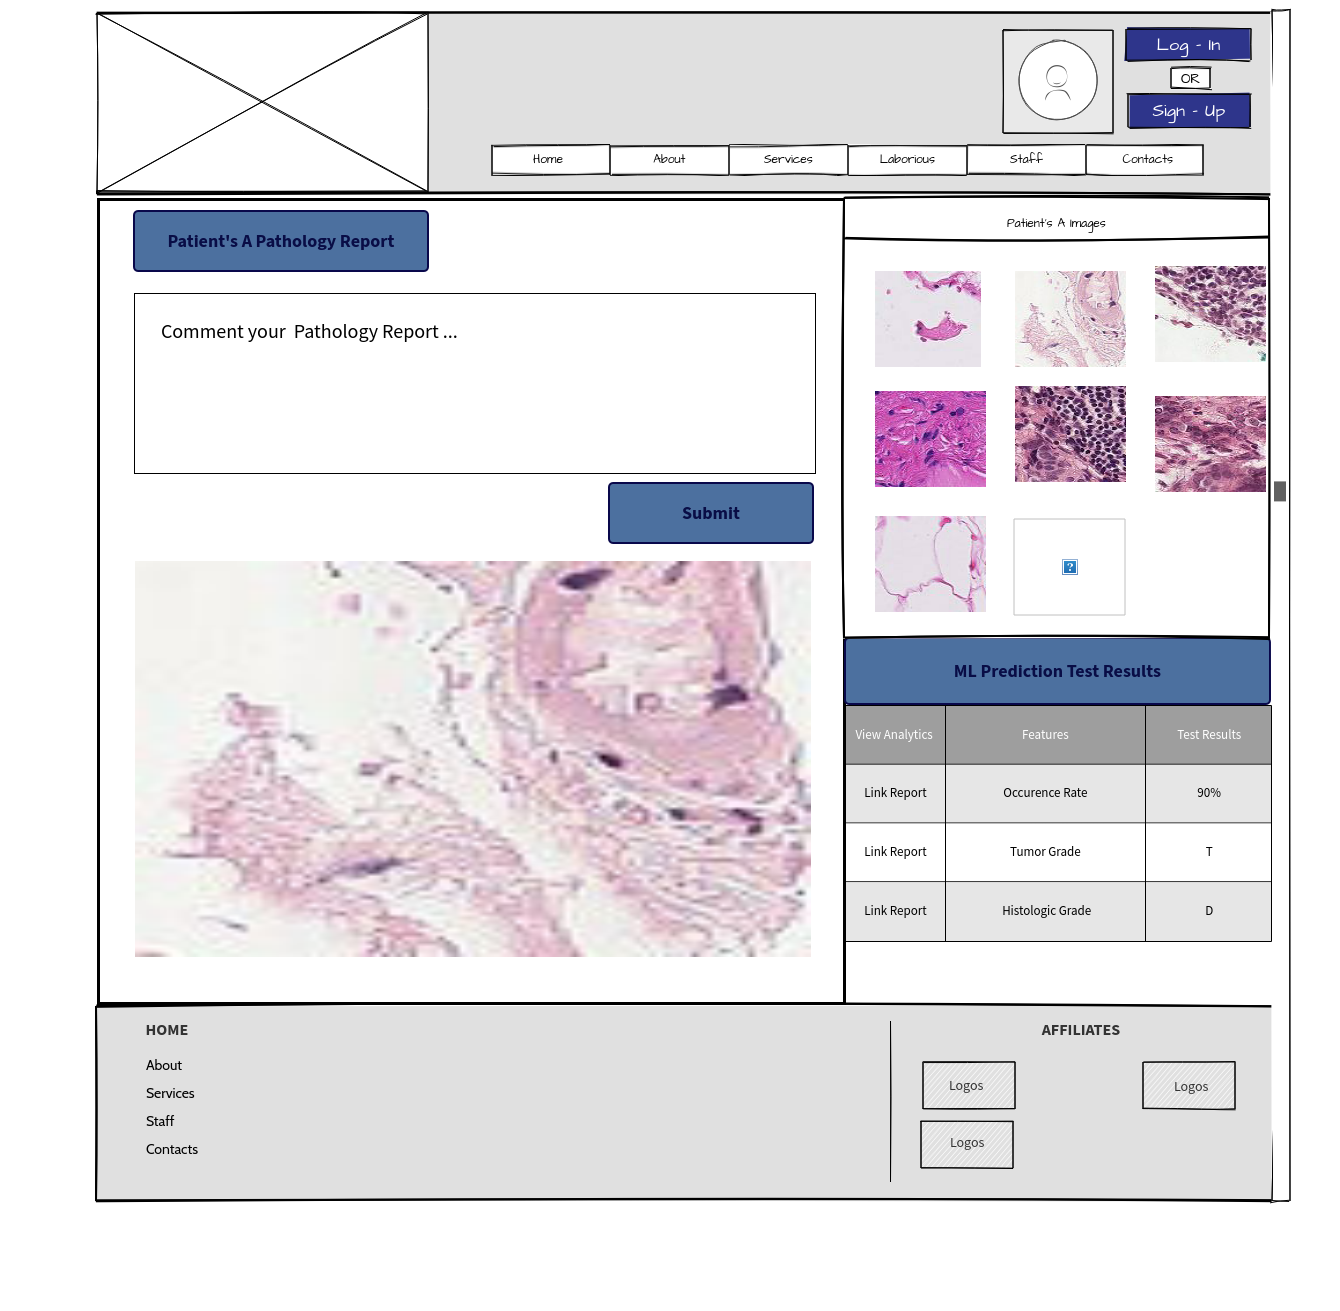 Log - In
OR
Sign - Up
Home
About
Services
Laborious
Staff
Contacts
Patient's A Pathology Report
Patient's A Images
Comment your  Pathology Report ...
Submit
?
ML Prediction Test Results
View Analytics
Features
Test Results
Link Report
Occurence Rate
90%
Link Report
Tumor Grade
T
Link Report
Histologic Grade
D
HOME
About
Services
Staff
Contacts
AFFILIATES
Logos
Logos
Logos